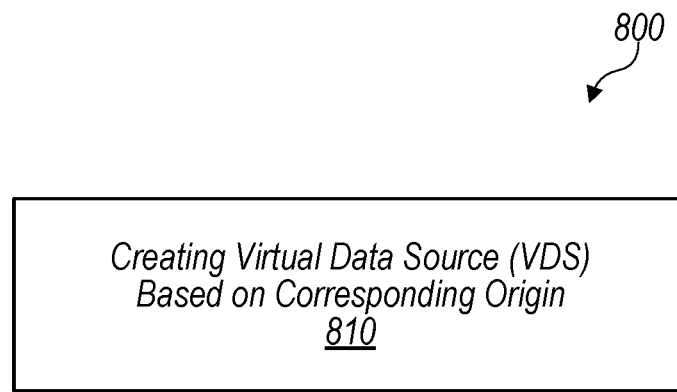 800
Creating Virtual Data Source (VDS)
Based on Corresponding Origin
810